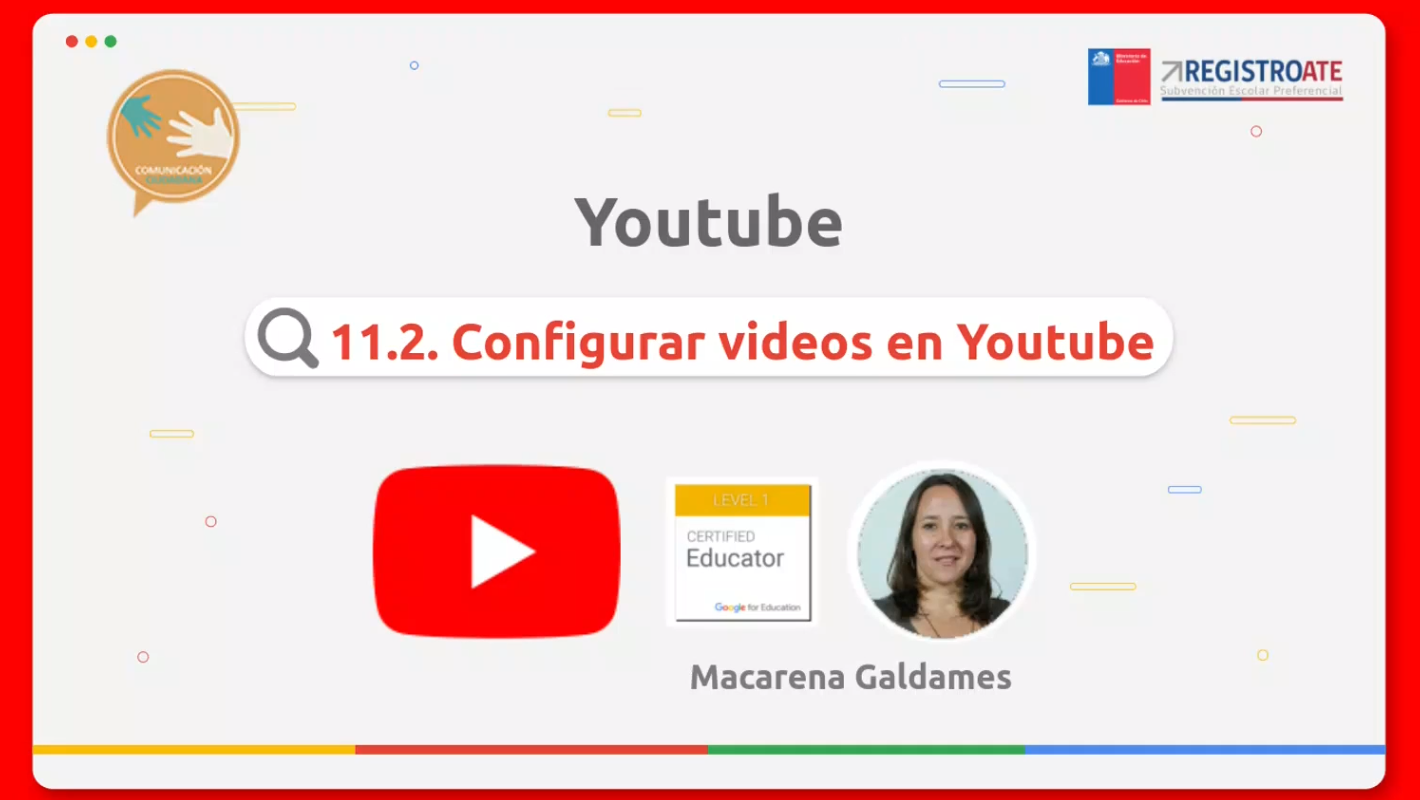 Ministerio de
Educación
Gobierno de Chile
REGISTROATE
Subvención Escolar Preferencial
COMUNICACIÓN
CIUDADANA
Youtube
11.2. Configurar videos en Youtube
LEVEL 1
CERTIFIED
Educator
Google for Education
Macarena Galdames